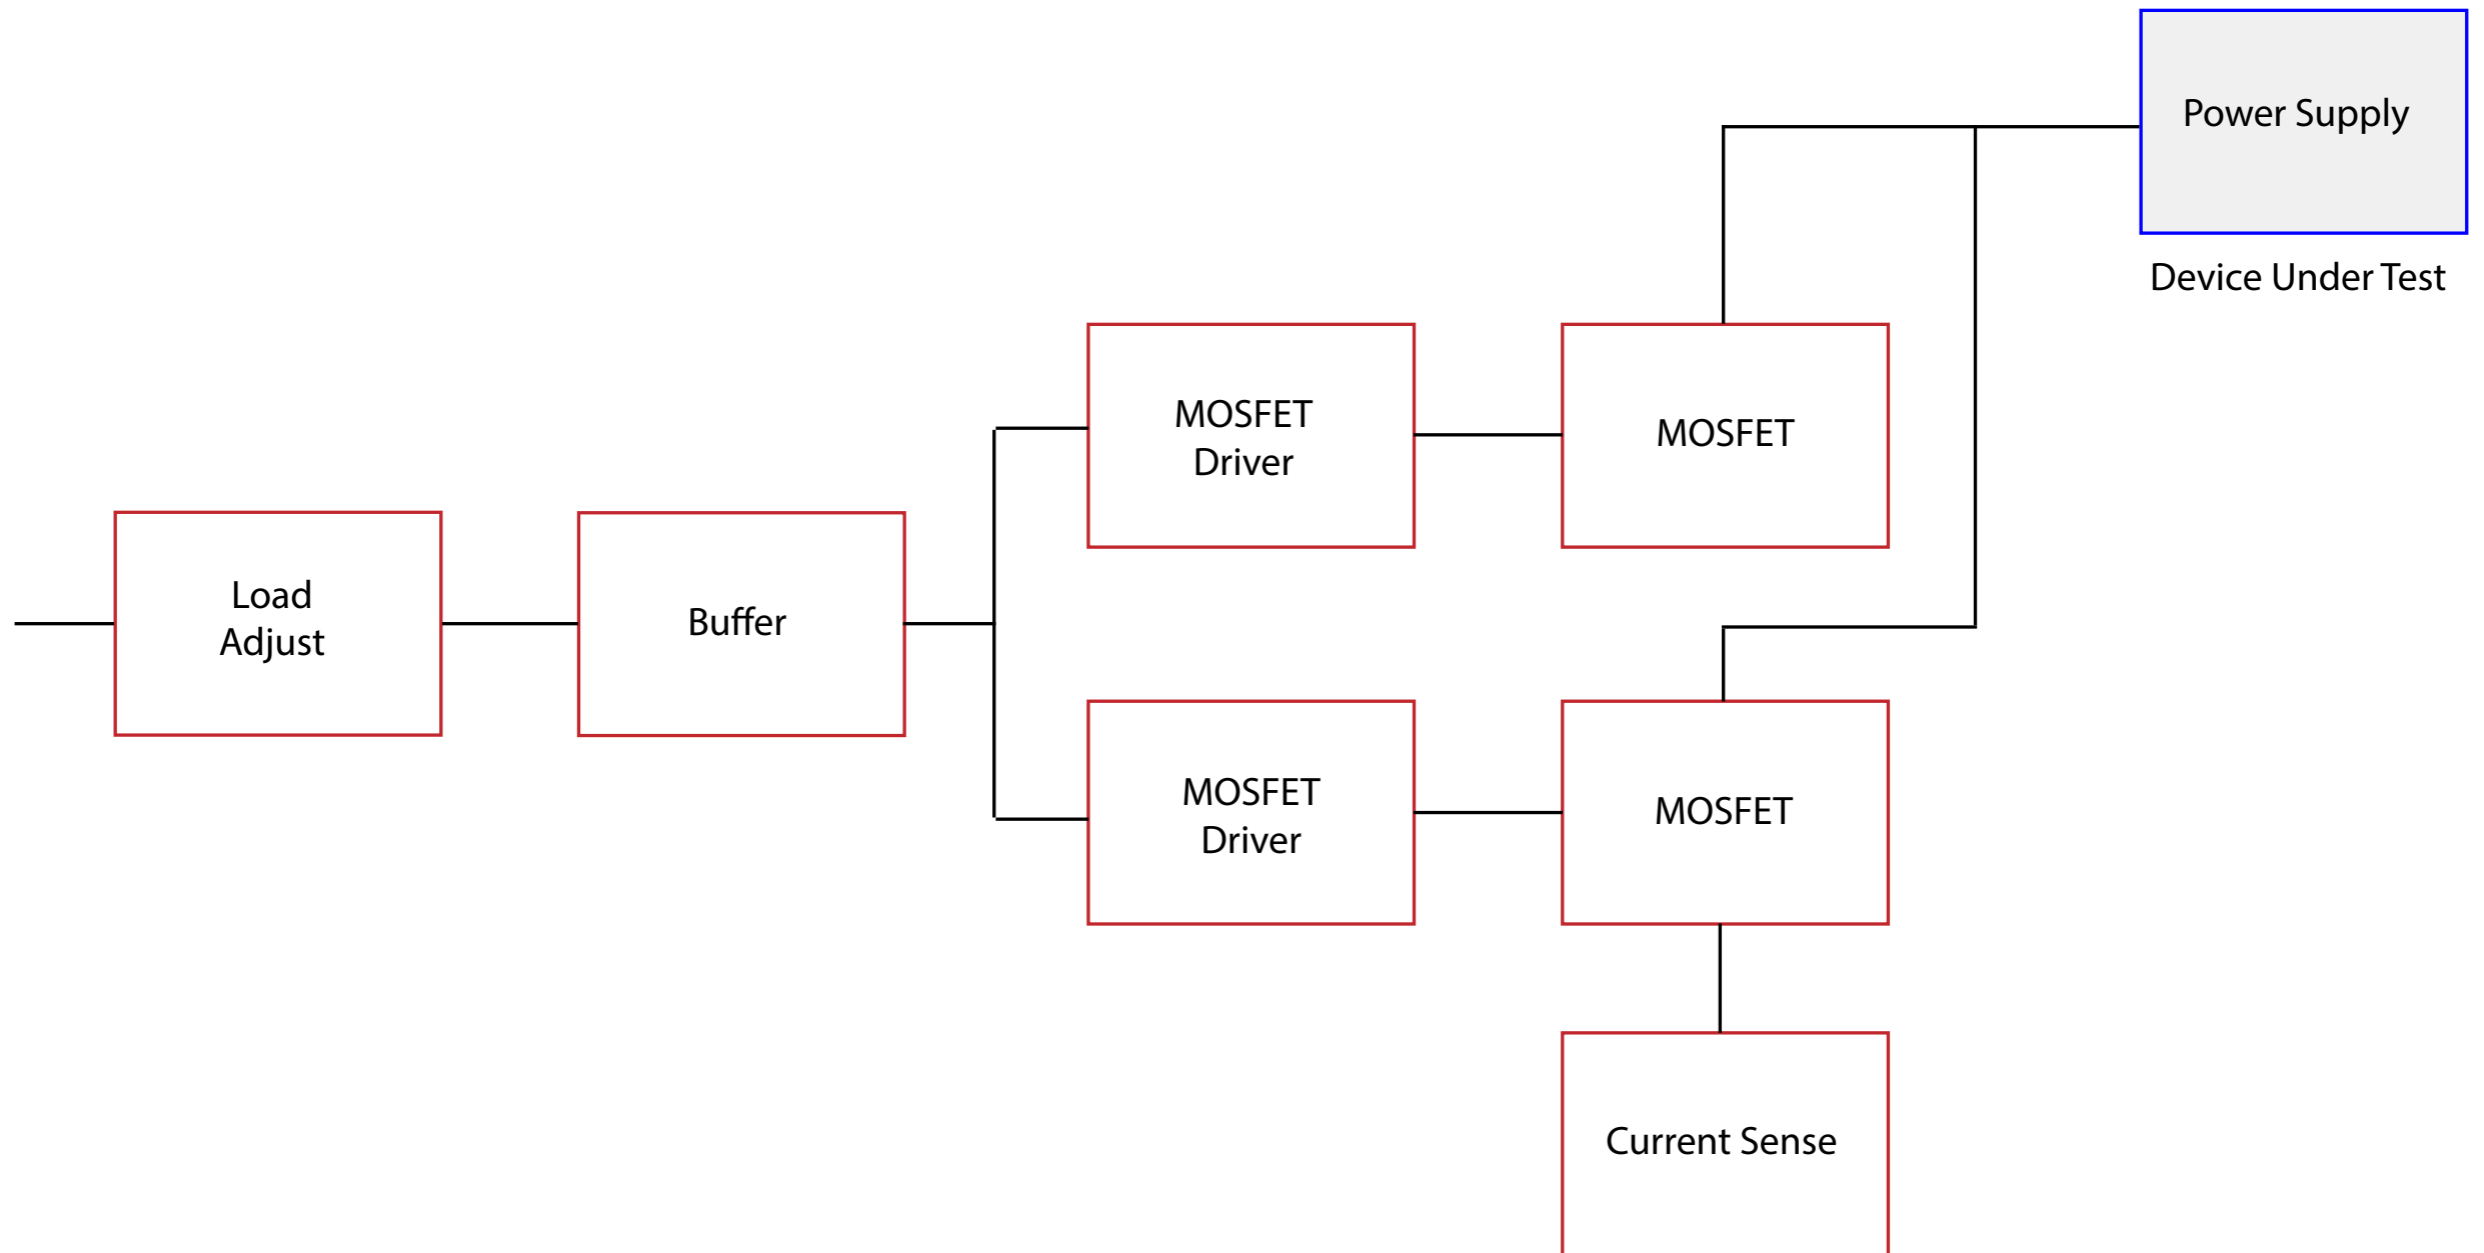 Power Supply
Device Under Test
MOSFET
Driver
MOSFET
Load
Adjust
Buffer
MOSFET
Driver
MOSFET
Current Sense